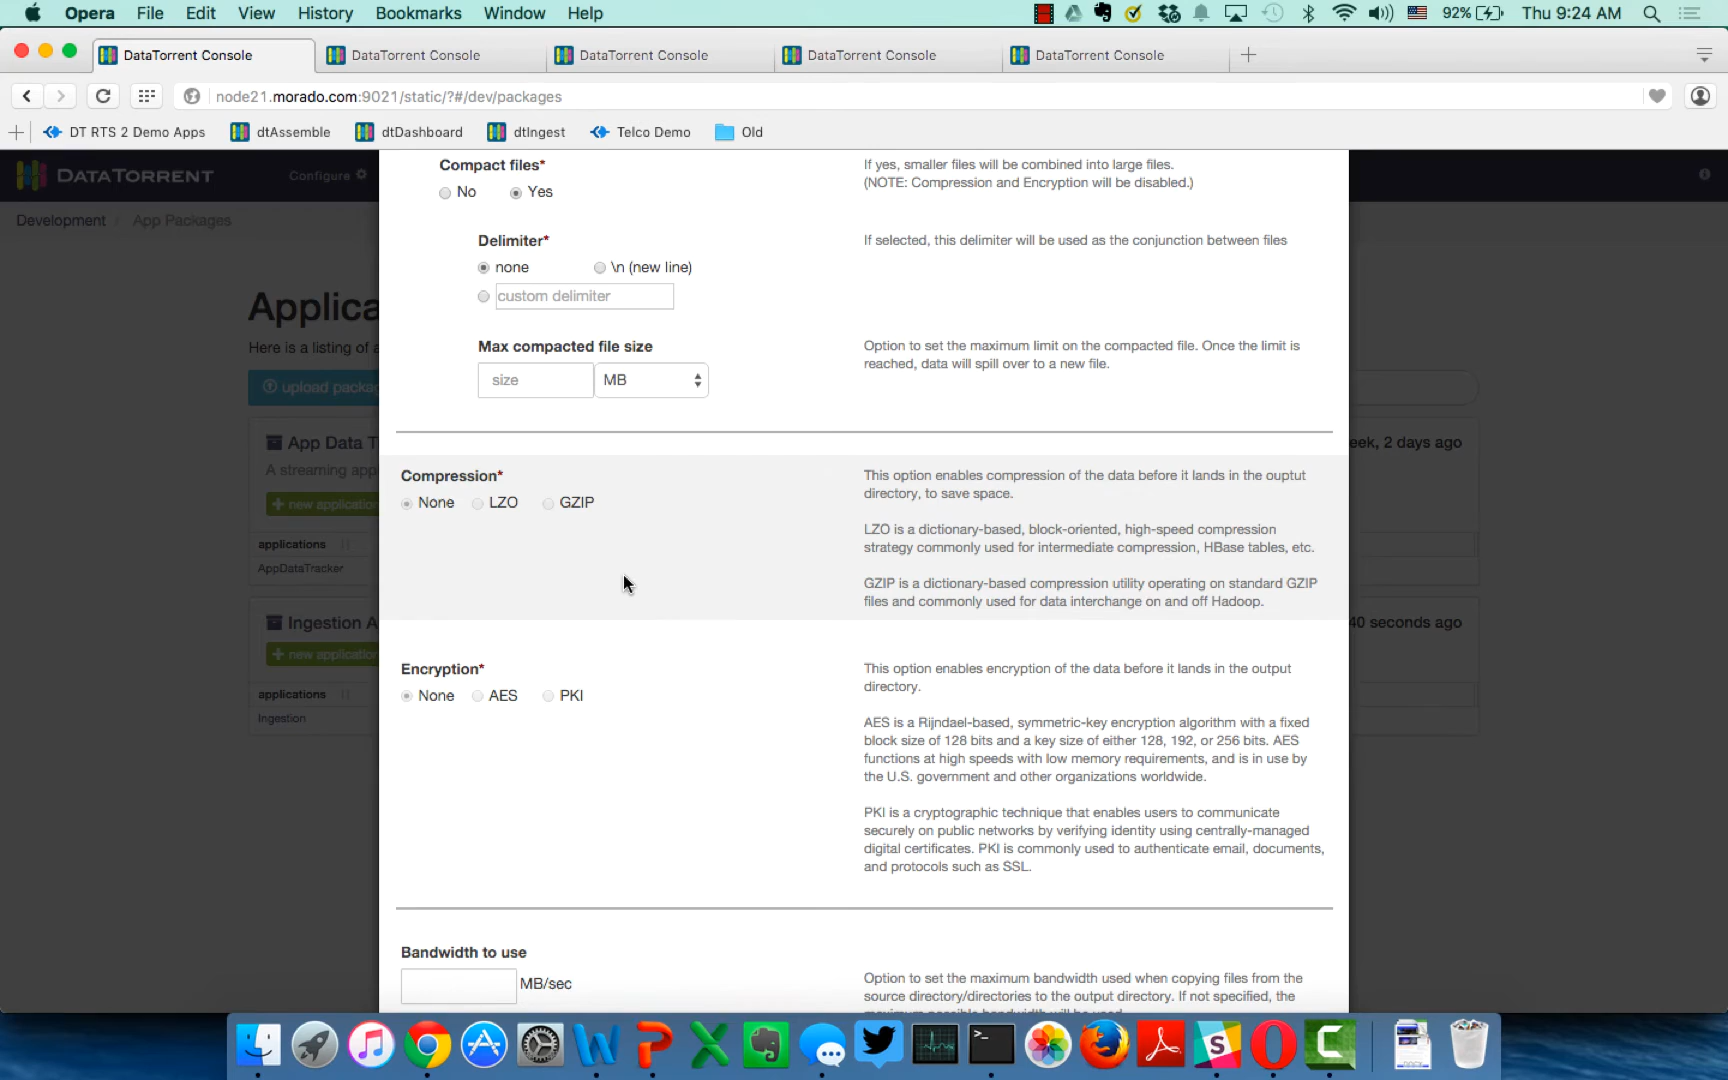 Opera File Edit View History Bookmarks Window Help 92% Thu 9:24 AM
DataTorrent Console DataTorrent Console DataTorrent Console DataTorrent Console DataTorrent Console
node21.morado.com:9021/static/?#/dev/packages
DT RTS 2 Demo Apps dtAssemble dtDashboard dtIngest Telco Demo Old
DATATORRENT Configure
Development / App Packages
Compact files*
No Yes
If yes, smaller files will be combined into large files.
(NOTE: Compression and Encryption will be disabled.)
Delimiter*
none \n (new line)
custom delimiter
If selected, this delimiter will be used as the conjunction between files
Max compacted file size
size MB
Option to set the maximum limit on the compacted file. Once the limit is
reached, data will spill over to a new file.
Compression*
None LZO GZIP
This option enables compression of the data before it lands in the ouptut
directory, to save space.
LZO is a dictionary-based, block-oriented, high-speed compression
strategy commonly used for intermediate compression, HBase tables, etc.
GZIP is a dictionary-based compression utility operating on standard GZIP
files and commonly used for data interchange on and off Hadoop.
Encryption*
None AES PKI
This option enables encryption of the data before it lands in the output
directory.
AES is a Rijndael-based, symmetric-key encryption algorithm with a fixed
block size of 128 bits and a key size of either 128, 192, or 256 bits. AES
functions at high speeds with low memory requirements, and is in use by
the U.S. government and other organizations worldwide.
PKI is a cryptographic technique that enables users to communicate
securely on public networks by verifying identity using centrally-managed
digital certificates. PKI is commonly used to authenticate email, documents,
and protocols such as SSL.
Bandwidth to use
MB/sec
Option to set the maximum bandwidth used when copying files from the
source directory/directories to the output directory. If not specified, the
maximum possible bandwidth will be used
Applica
Here is a listing of a
upload packag
App Data T
A streaming app
+ new application
applications
AppDataTracker
Ingestion A
+ new application
applications
Ingestion
eek, 2 days ago
40 seconds ago